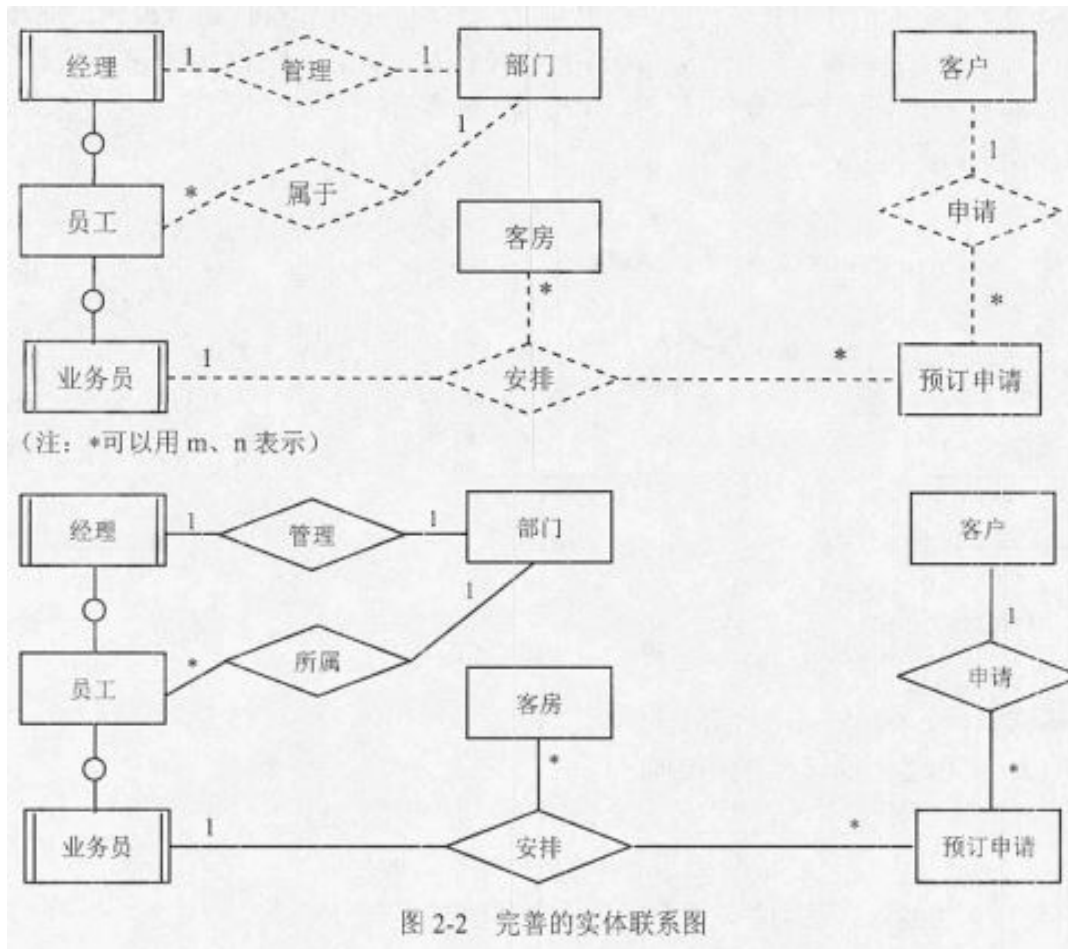 经理 1 管理 1 部门 客户
1 1
员工 * 属于 客房 申请
* *
业务员 1 安排 * 预订申请
（注：*可以用 m、n 表示）
经理 1 管理 1 部门 客户
1 1
员工 * 所属 客房 申请
* *
业务员 1 安排 * 预订申请
图 2-2 完善的实体联系图